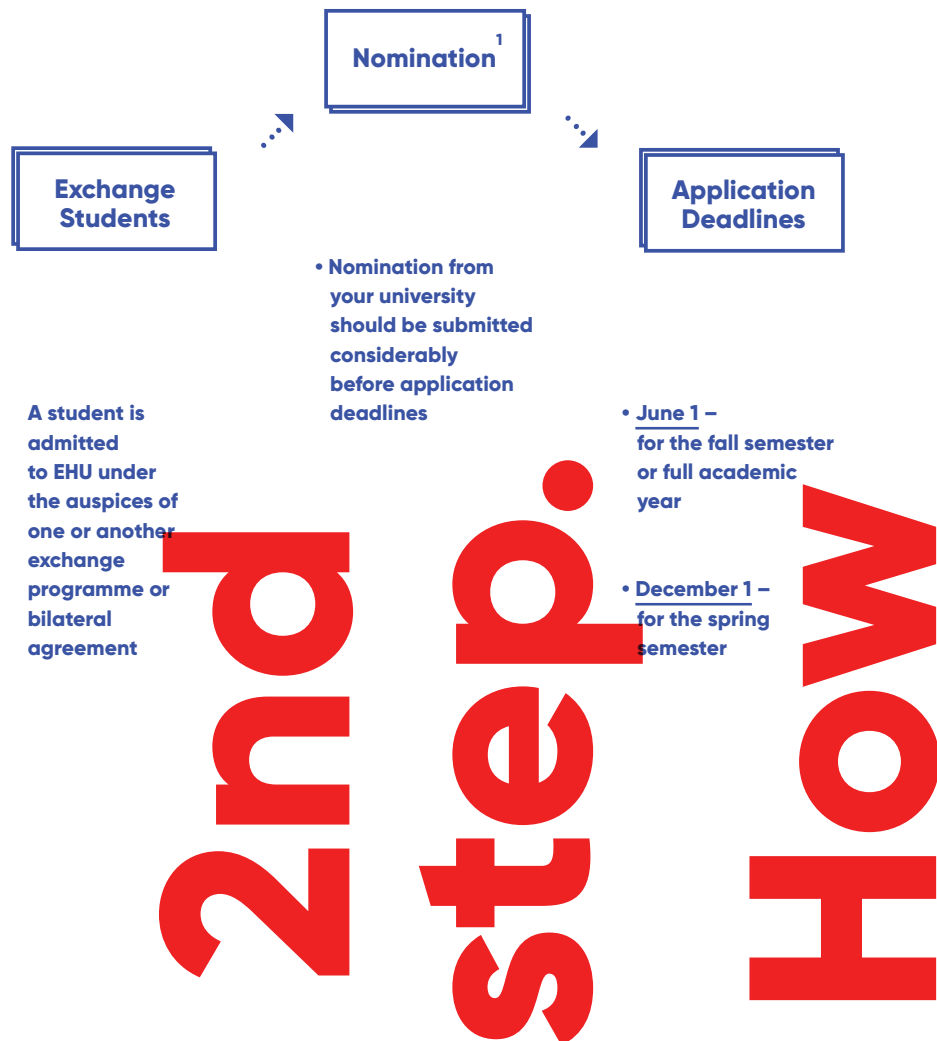 Nomination1
Exchange
Students
Application
Deadlines
• Nomination from
your university
should be submitted
considerably
before application
deadlines
A student is
admitted
to EHU under
the auspices of
one or another
exchange
programme or
bilateral
agreement
• June 1 –
for the fall semester
or full academic
year
• December 1 –
for the spring
semester
2nd
step.
How